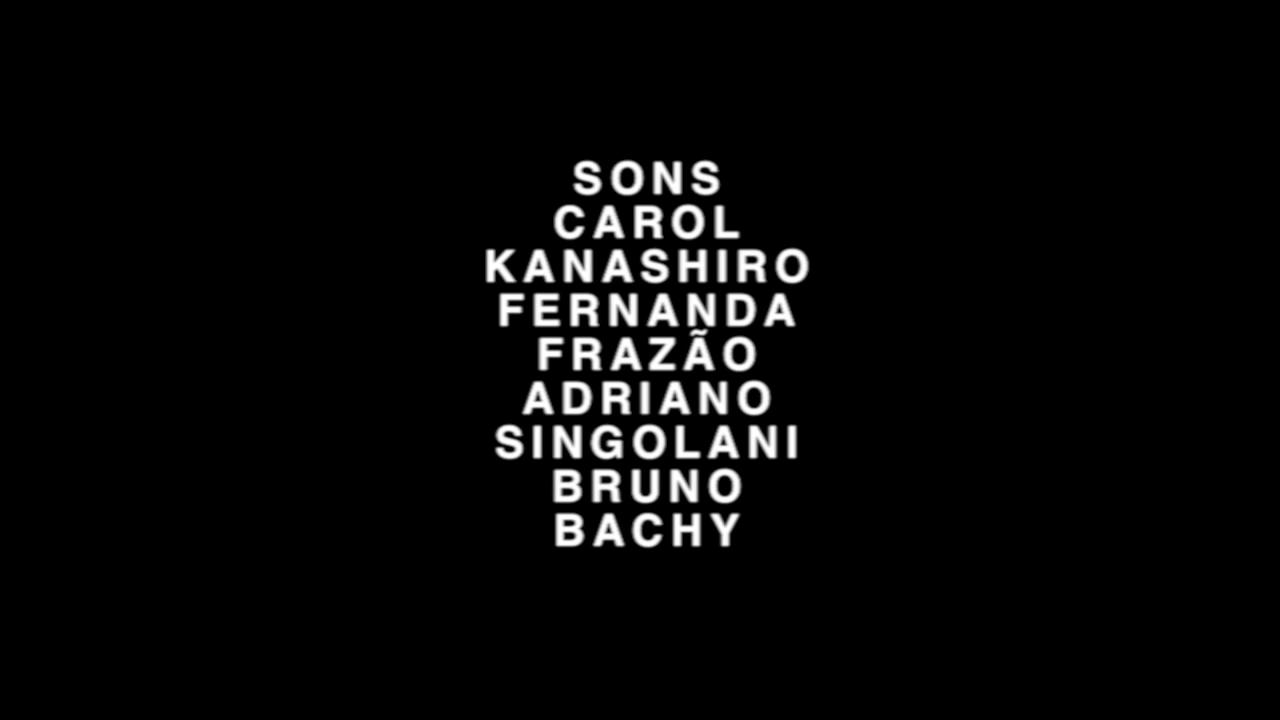 SONS
CAROL
KANASHIRO
FERNANDA
FRAZÃO
ADRIANO
SINGOLANI
BRUNO
BACHY